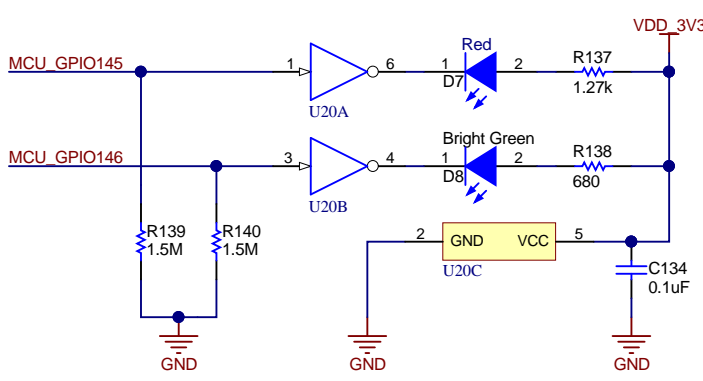 VDD_3V3
Red
MCU_GPIO145
1
6
1
2
R137
D7
1.27k
U20A
Bright Green
MCU_GPIO146
3
4
1
2
R138
D8
680
U20B
R139
1.5M
R140
1.5M
2
GND
VCC
5
U20C
C134
0.1uF
GND
GND
GND